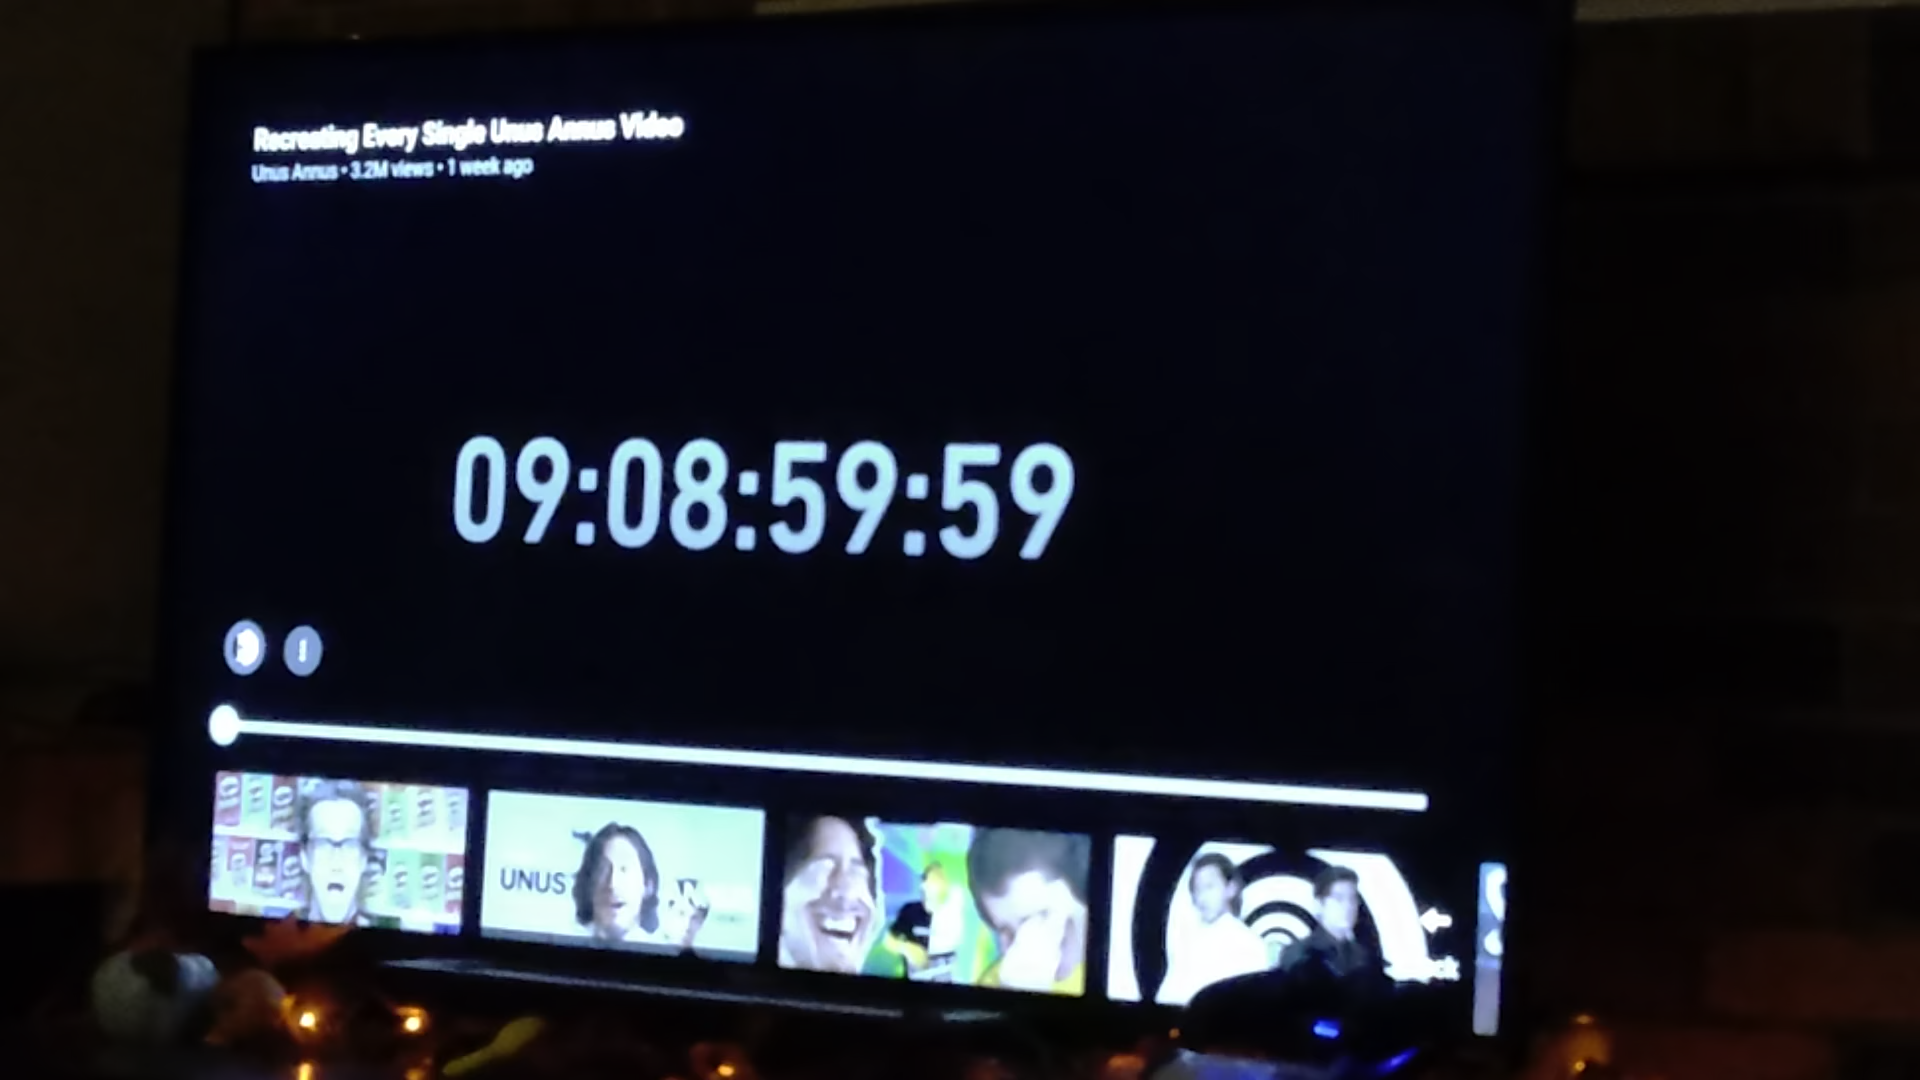 Recreating Every Single Unus Annus Video
Unus Annus • 3.2M views • 1 week ago
09:08:59:59
UNUS